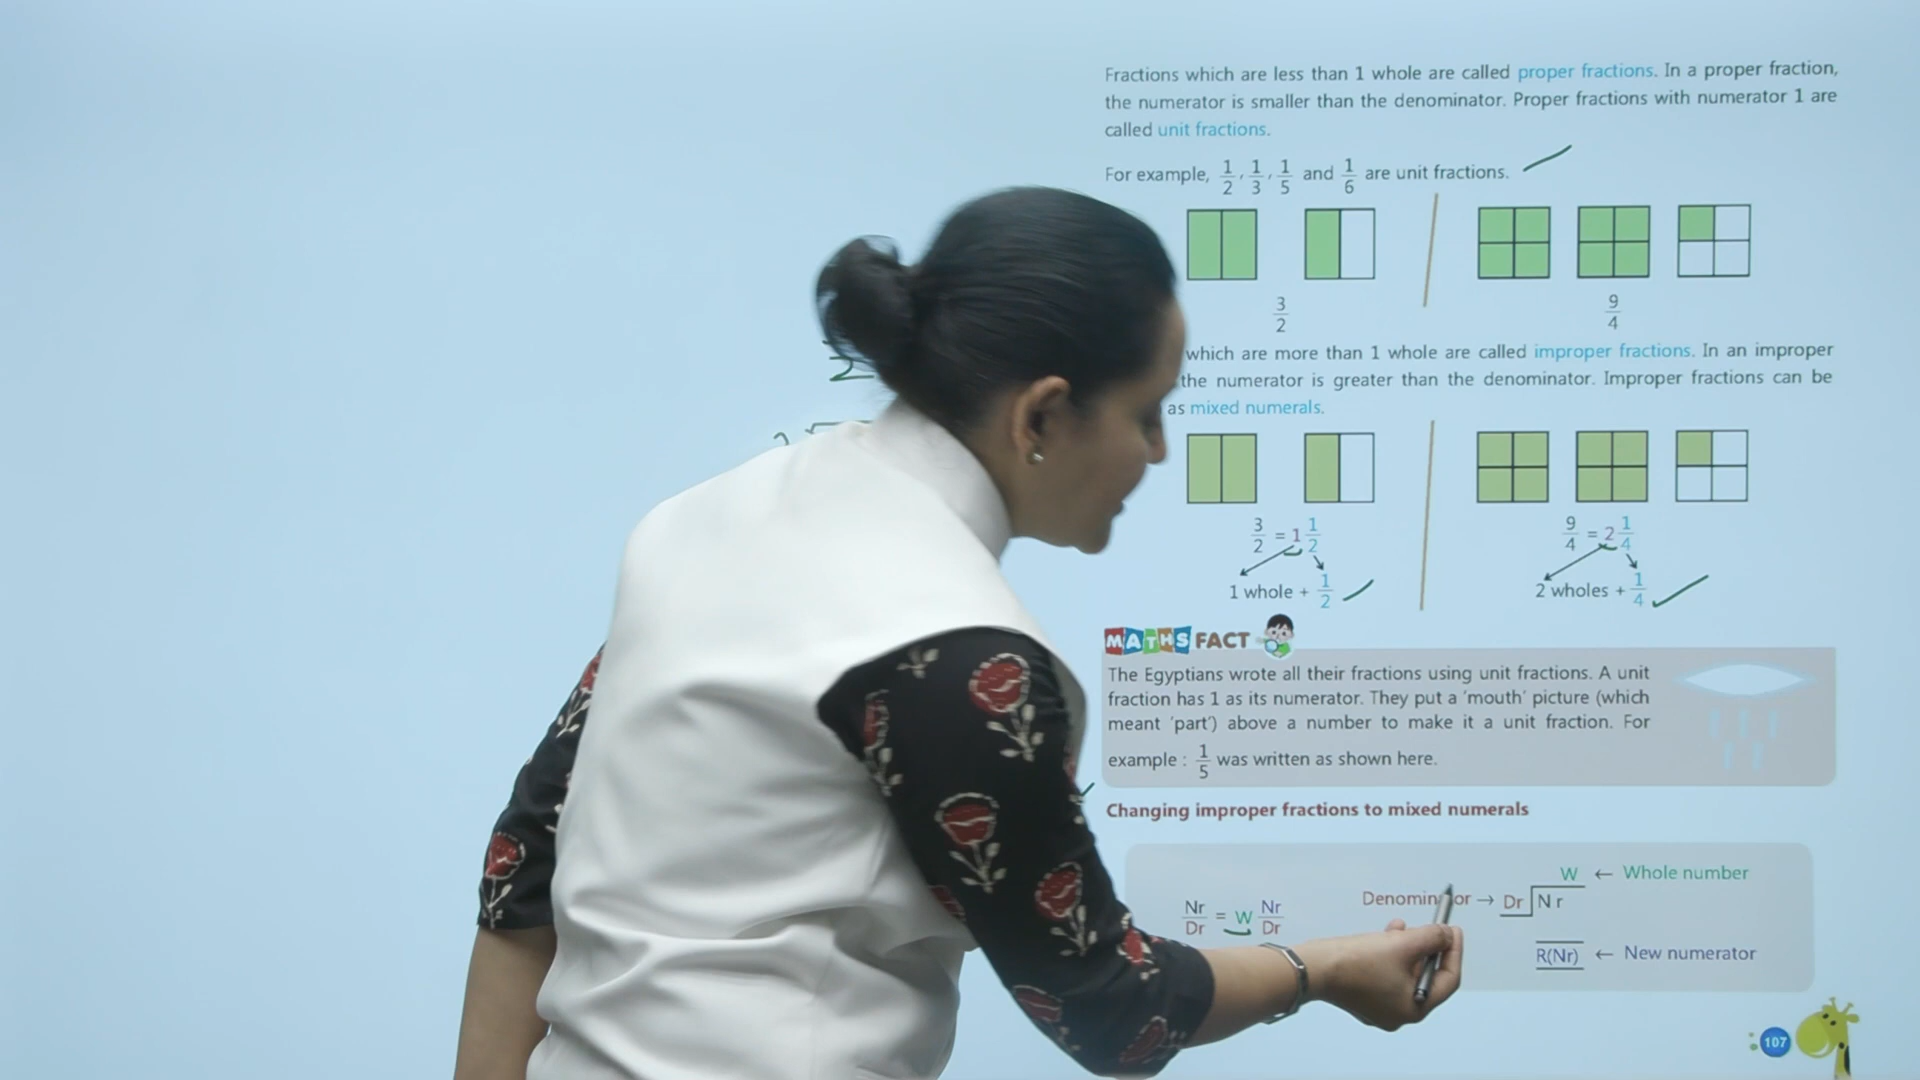 Fractions which are less than 1 whole are called proper fractions. In a proper fraction,
the numerator is smaller than the denominator. Proper fractions with numerator 1 are
called unit fractions.
For example, 1/2, 1/3, 1/5 and 1/6 are unit fractions.
3/2
9/4
which are more than 1 whole are called improper fractions. In an improper
the numerator is greater than the denominator. Improper fractions can be
as mixed numerals.
3/2 = 1 1/2
1 whole + 1/2
9/4 = 2 1/4
2 wholes + 1/4
MATHS FACT
The Egyptians wrote all their fractions using unit fractions. A unit
fraction has 1 as its numerator. They put a 'mouth' picture (which
meant 'part') above a number to make it a unit fraction. For
example : 1/5 was written as shown here.
Changing improper fractions to mixed numerals
Nr/Dr = W Nr/Dr
W ← Whole number
→ Dr Nr
R(Nr) ← New numerator
107